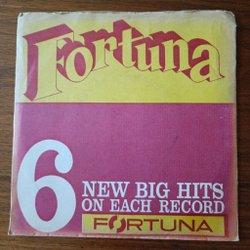 Fortuna
6
NEW BIG HITS
ON EACH RECORD
FORTUNA